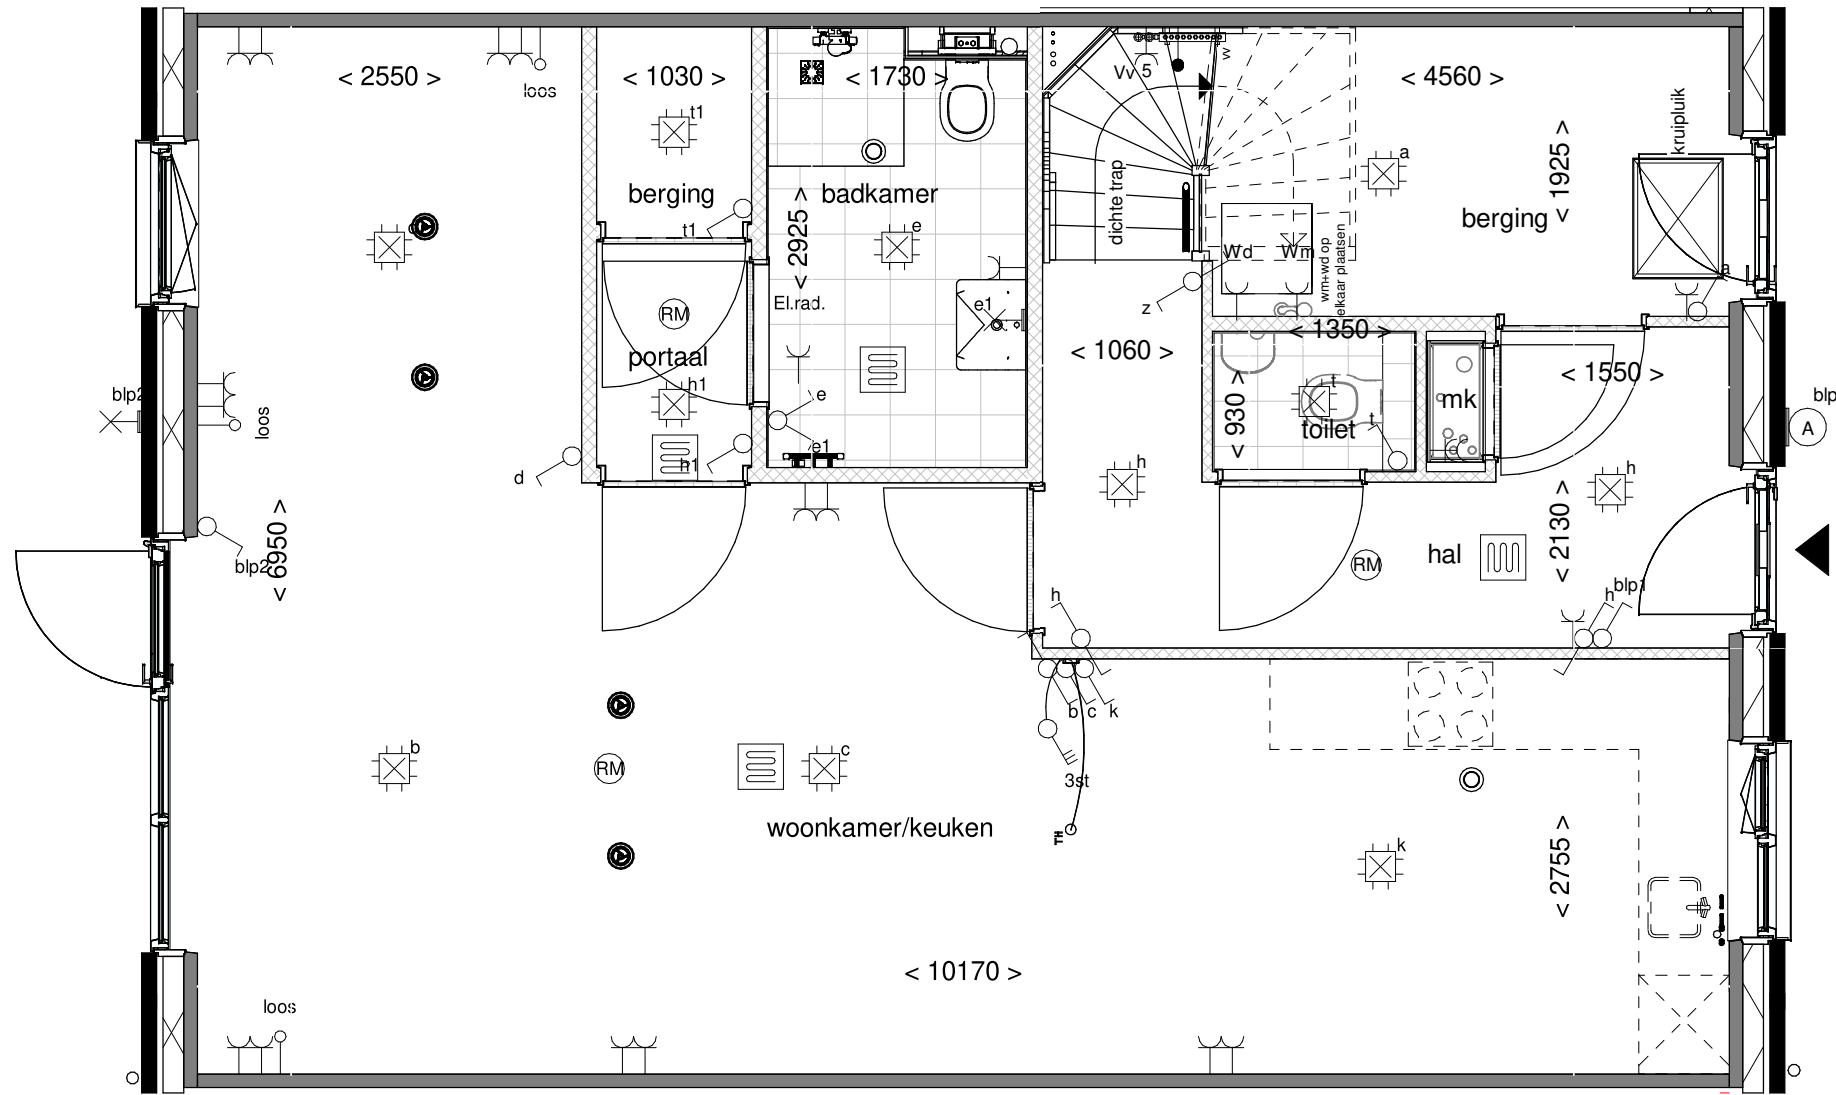 < 2550 >
< 1030 >
< 1730 >
Vv 5
vv
< 4560 >
kruipluik
loos
t1
a
< 1925 >
berging
badkamer
dichte trap
berging
t1
< 2925 >
e
Wd
Wm
wm+wd op
elkaar plaatsen
a
El.rad.
e1
z
RM
< 1350 >
portaal
< 1060 >
< 1550 >
h1
t
mk
blp2
blp
e
< 930 >
toilet
t
A
loos
e1
h1
h
h
d
< 6950 >
< 2130 >
hal
RM
blp2
h
h
blp1
b
c
k
b
RM
c
3st
TH
woonkamer/keuken
k
< 2755 >
< 10170 >
loos